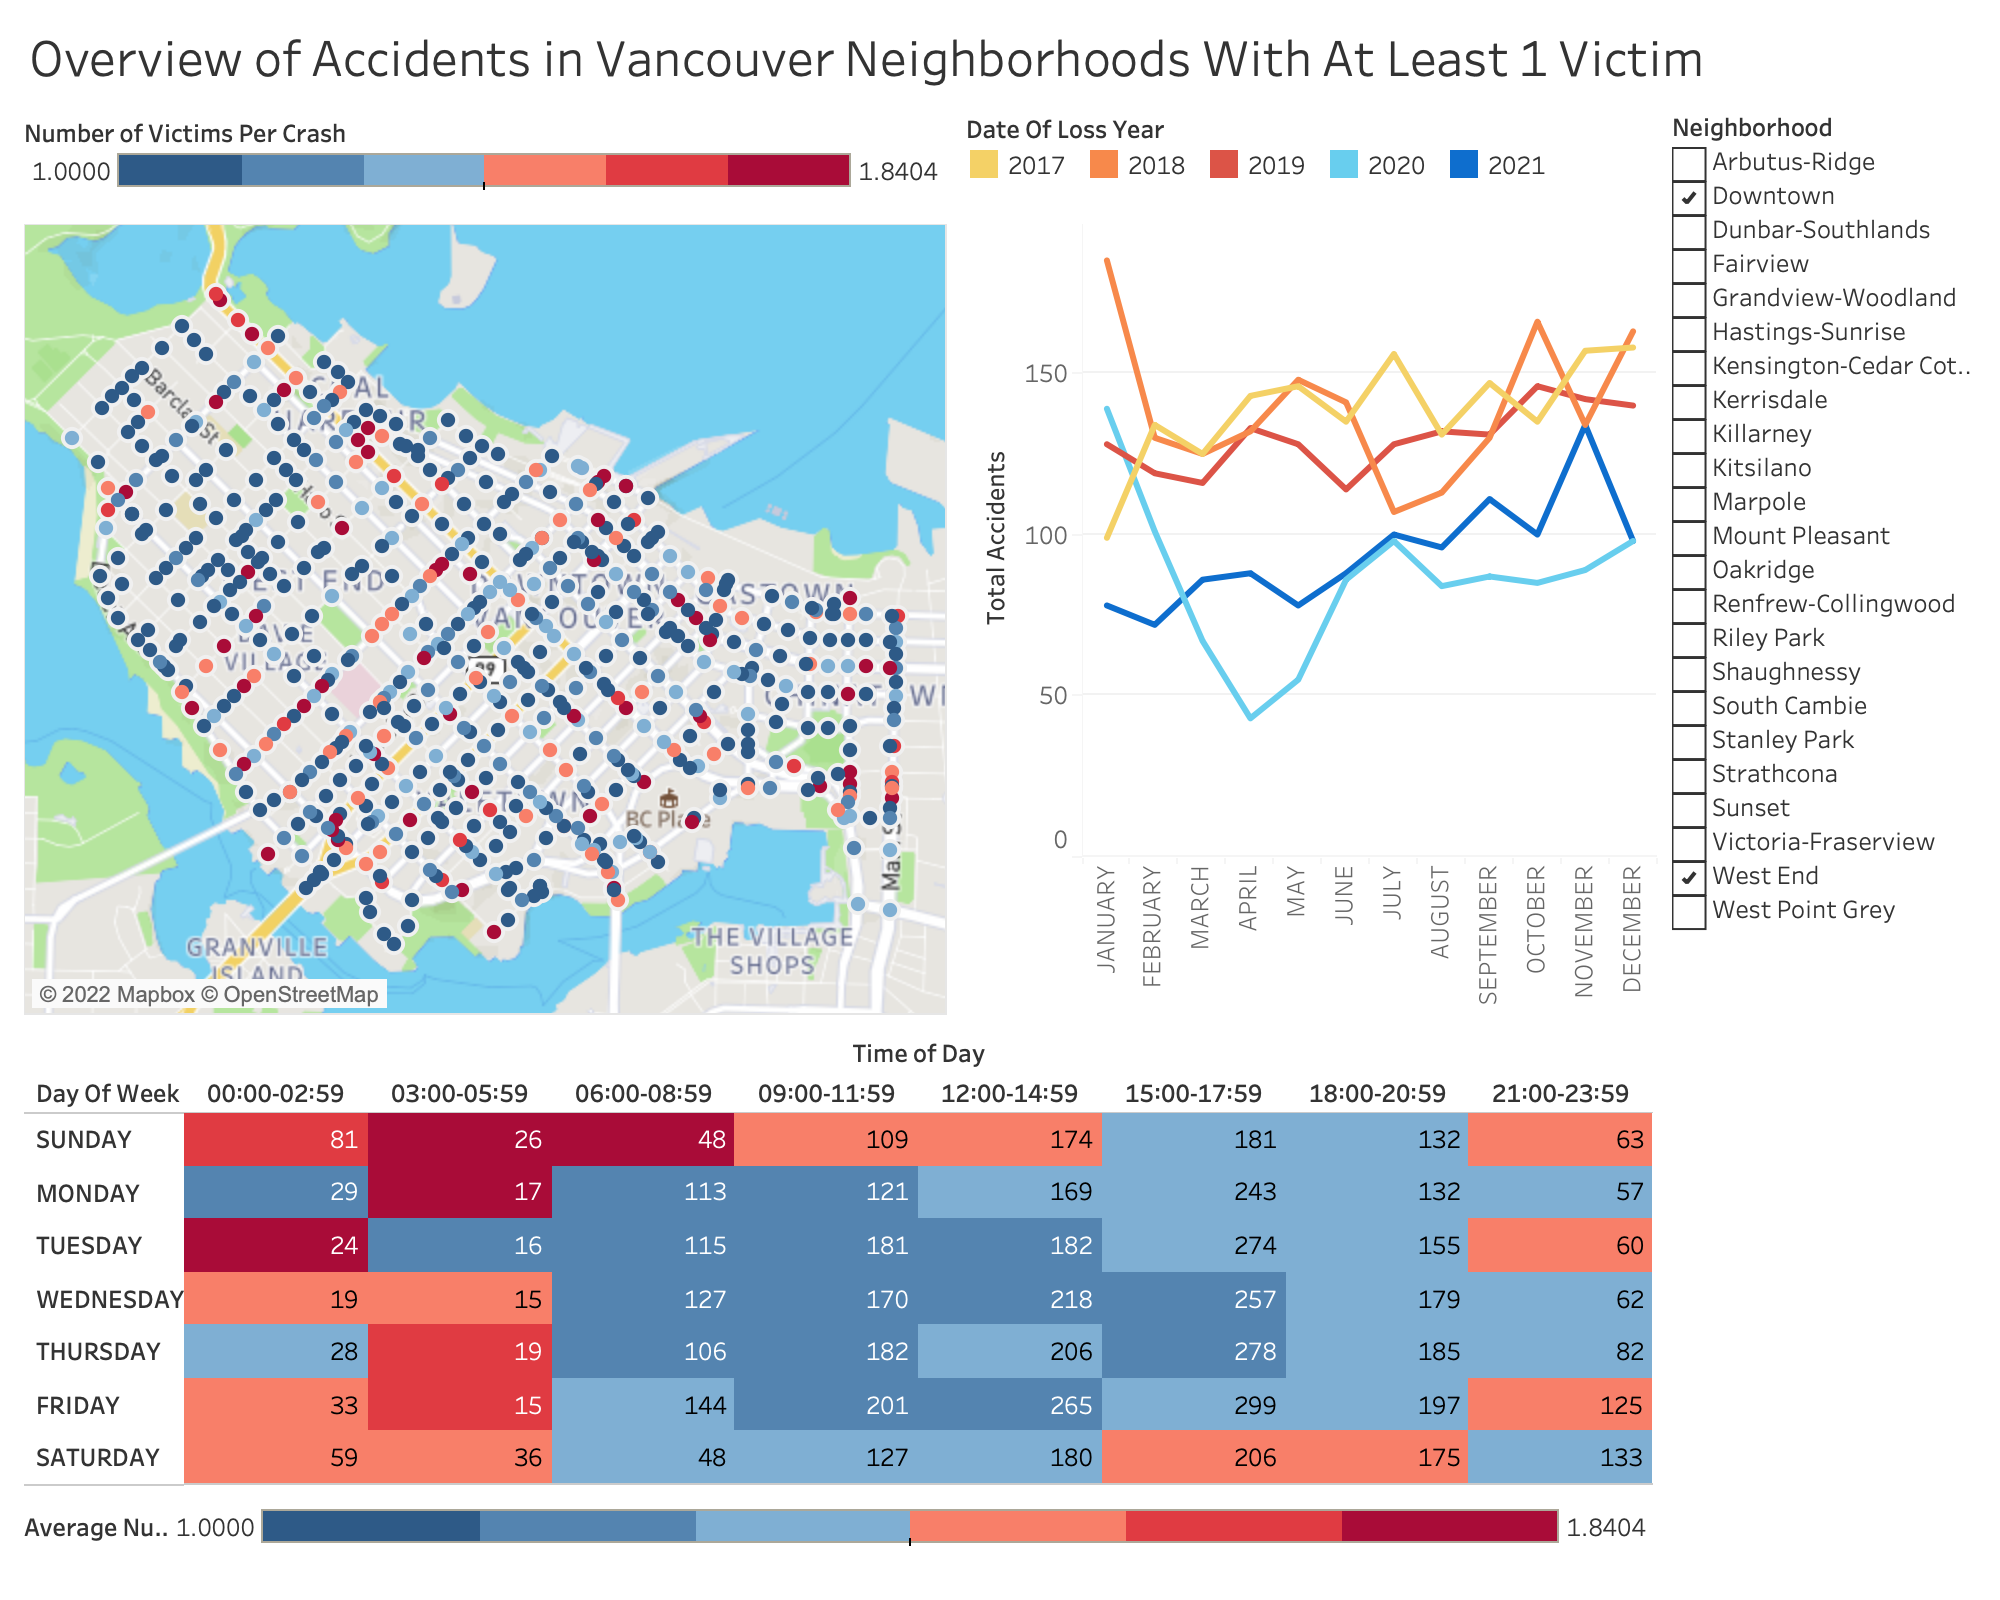 Overview of Accidents in Vancouver Neighborhoods With At Least 1 Victim
Number of Victims Per Crash
1.0000
1.8404
Barclay St
WEST END
VILLAGE
DOWNTOWN
VANCOUVER
99
BC Place
GRANVILLE
ISLAND
THE VILLAGE
SHOPS
© 2022 Mapbox © OpenStreetMap
Date Of Loss Year
2017 2018 2019 2020 2021
Total Accidents
150
100
50
0
JANUARY
FEBRUARY
MARCH
APRIL
MAY
JUNE
JULY
AUGUST
SEPTEMBER
OCTOBER
NOVEMBER
DECEMBER
Neighborhood
Arbutus-Ridge
Downtown
Dunbar-Southlands
Fairview
Grandview-Woodland
Hastings-Sunrise
Kensington-Cedar Cot..
Kerrisdale
Killarney
Kitsilano
Marpole
Mount Pleasant
Oakridge
Renfrew-Collingwood
Riley Park
Shaughnessy
South Cambie
Stanley Park
Strathcona
Sunset
Victoria-Fraserview
West End
West Point Grey
Time of Day
Day Of Week 00:00-02:59 03:00-05:59 06:00-08:59 09:00-11:59 12:00-14:59 15:00-17:59 18:00-20:59 21:00-23:59
SUNDAY 81 26 48 109 174 181 132 63
MONDAY 29 17 113 121 169 243 132 57
TUESDAY 24 16 115 181 182 274 155 60
WEDNESDAY 19 15 127 170 218 257 179 62
THURSDAY 28 19 106 182 206 278 185 82
FRIDAY 33 15 144 201 265 299 197 125
SATURDAY 59 36 48 127 180 206 175 133
Average Nu.. 1.0000
1.8404